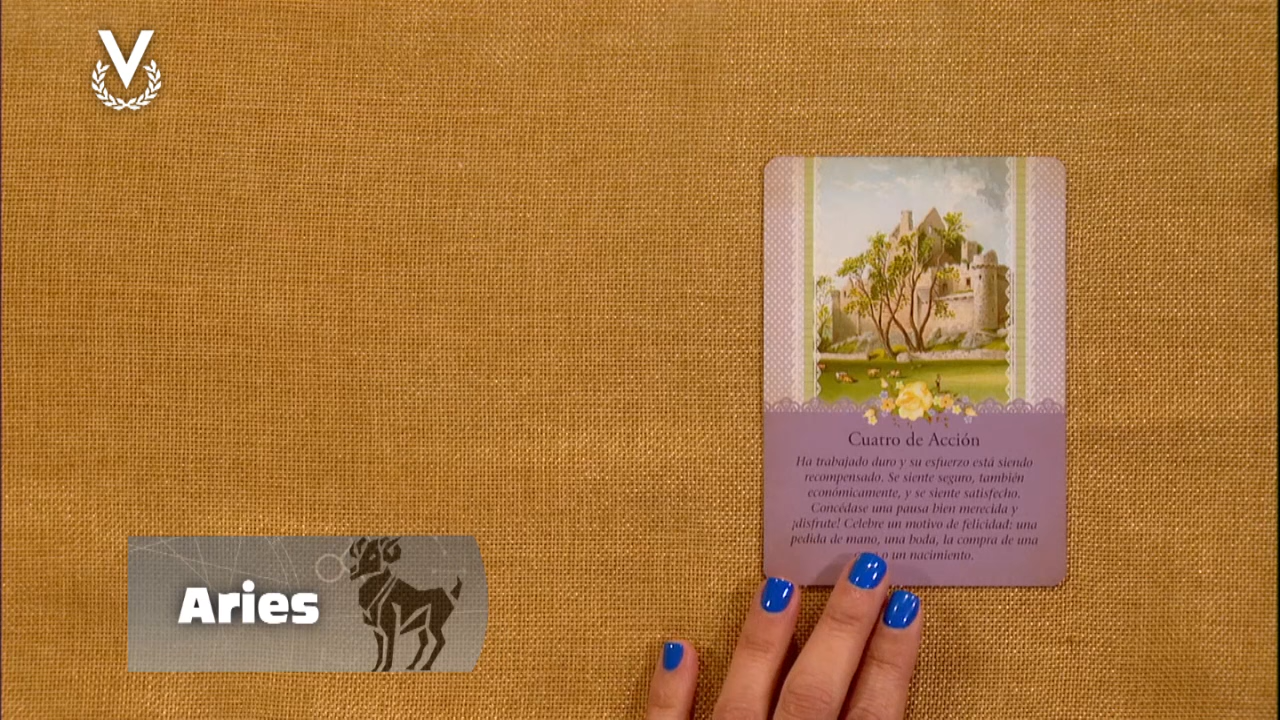 V
Cuatro de Acción
Ha trabajado duro y su esfuerzo está siendo
recompensado. Se siente seguro, también
económicamente, y se siente satisfecho.
Concédase una pausa bien merecida y
¡disfrute! Celebre un motivo de felicidad: una
pedida de mano, una boda, la compra de una
o un nacimiento.
Aries